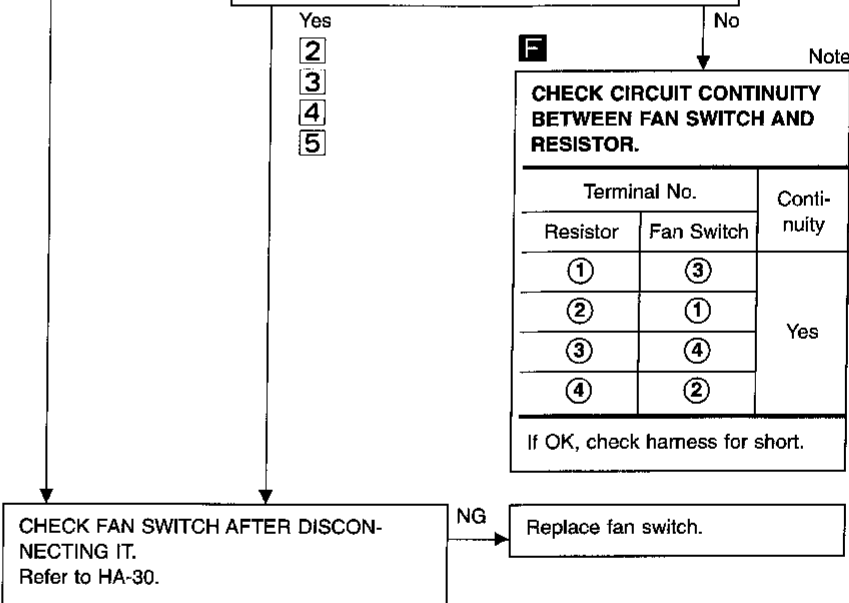 Yes
2
3
4
5
No
F
Note
CHECK CIRCUIT CONTINUITY
BETWEEN FAN SWITCH AND
RESISTOR.
Terminal No.
Conti-
nuity
Resistor Fan Switch
① ③
② ①
③ ④
④ ②
Yes
If OK, check harness for short.
CHECK FAN SWITCH AFTER DISCON-
NECTING IT.
Refer to HA-30.
NG
Replace fan switch.